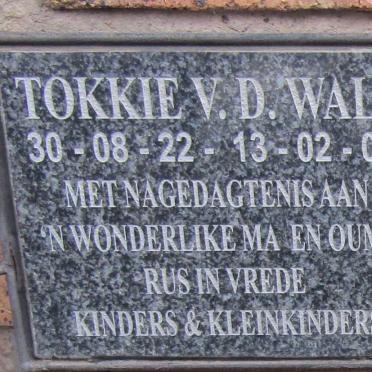 TOKKIE V. D. WAL
30 - 08 - 22 - 13 - 02 - 0
MET NAGEDAGTENIS AAN
'N WONDERLIKE MA EN OUM
RUS IN VREDE
KINDERS & KLEINKINDERS